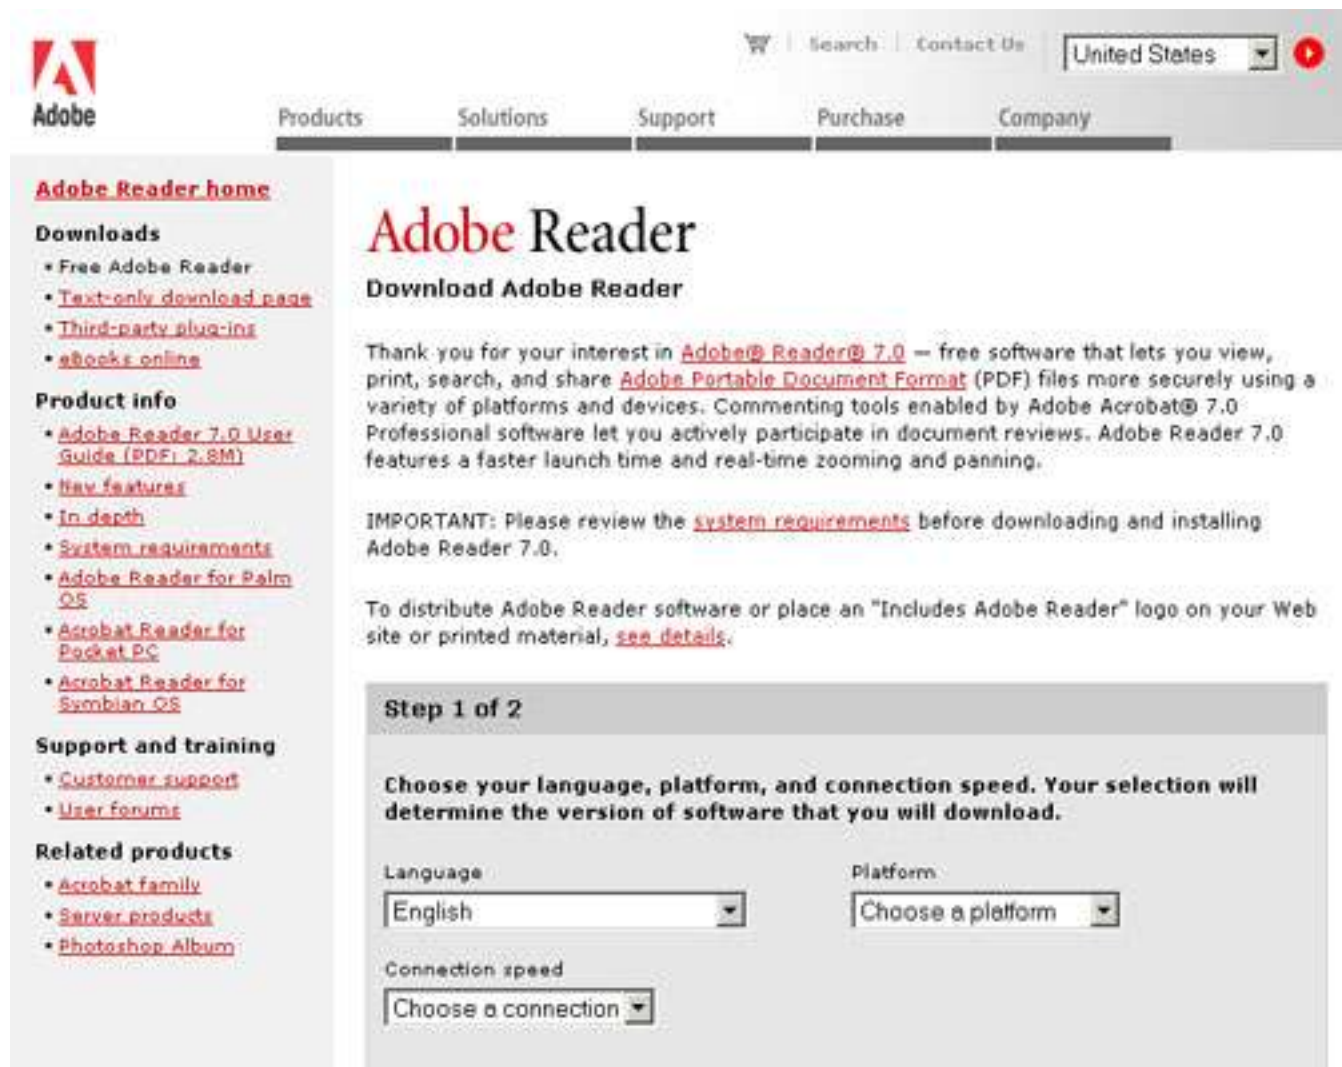 Search | Contact Us
United States
Adobe
Products
Solutions
Support
Purchase
Company
Adobe Reader home
Downloads
• Free Adobe Reader
• Text-only download page
• Third-party plug-ins
• eBooks online
Product info
• Adobe Reader 7.0 User
Guide (PDF: 2.8M)
• New features
• In depth
• System requirements
• Adobe Reader for Palm
OS
• Acrobat Reader for
Pocket PC
• Acrobat Reader for
Symbian OS
Support and training
• Customer support
• User forums
Related products
• Acrobat family
• Server products
• Photoshop Album
Adobe Reader
Download Adobe Reader
Thank you for your interest in Adobe® Reader® 7.0 — free software that lets you view,
print, search, and share Adobe Portable Document Format (PDF) files more securely using a
variety of platforms and devices. Commenting tools enabled by Adobe Acrobat® 7.0
Professional software let you actively participate in document reviews. Adobe Reader 7.0
features a faster launch time and real-time zooming and panning.
IMPORTANT: Please review the system requirements before downloading and installing
Adobe Reader 7.0.
To distribute Adobe Reader software or place an "Includes Adobe Reader" logo on your Web
site or printed material, see details.
Step 1 of 2
Choose your language, platform, and connection speed. Your selection will
determine the version of software that you will download.
Language
English
Platform
Choose a platform
Connection speed
Choose a connection